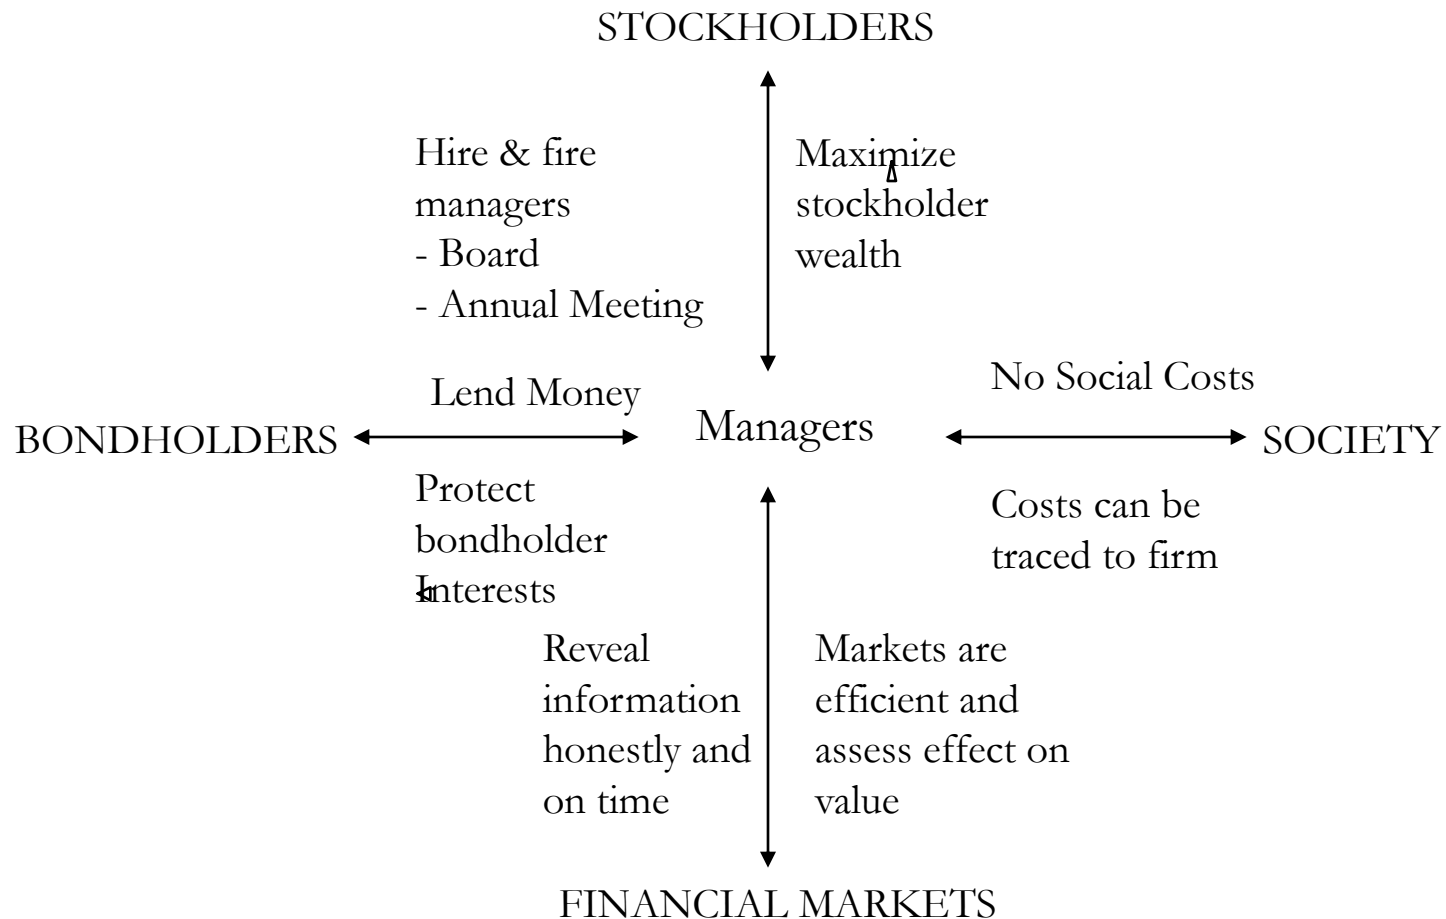 STOCKHOLDERS
Hire & fire
managers
- Board
- Annual Meeting
Maximize
stockholder
wealth
Lend Money
No Social Costs
BONDHOLDERS
Managers
SOCIETY
Protect
bondholder
Interests
Costs can be
traced to firm
Reveal
information
honestly and
on time
Markets are
efficient and
assess effect on
value
FINANCIAL MARKETS